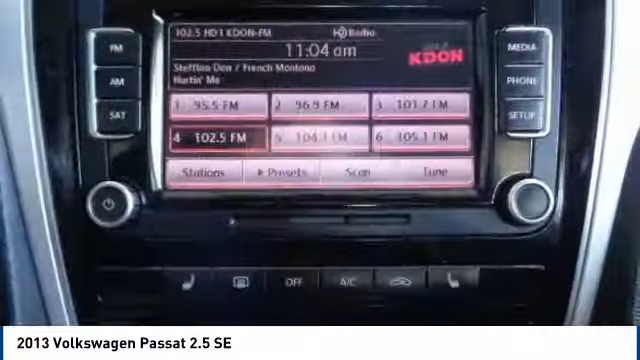 102.5 HD1 KDON-FM
HD Radio
11:04 am
KDON
Stefflon Don / French Montana
Hurtin' Me
1 95.5 FM
2 96.9 FM
3 101.7 FM
4 102.5 FM
5 104.1 FM
6 105.1 FM
Stations
Presets
Scan
Tune
FM
AM
SAT
MEDIA
PHONE
SETUP
OFF
A/C
2013 Volkswagen Passat 2.5 SE